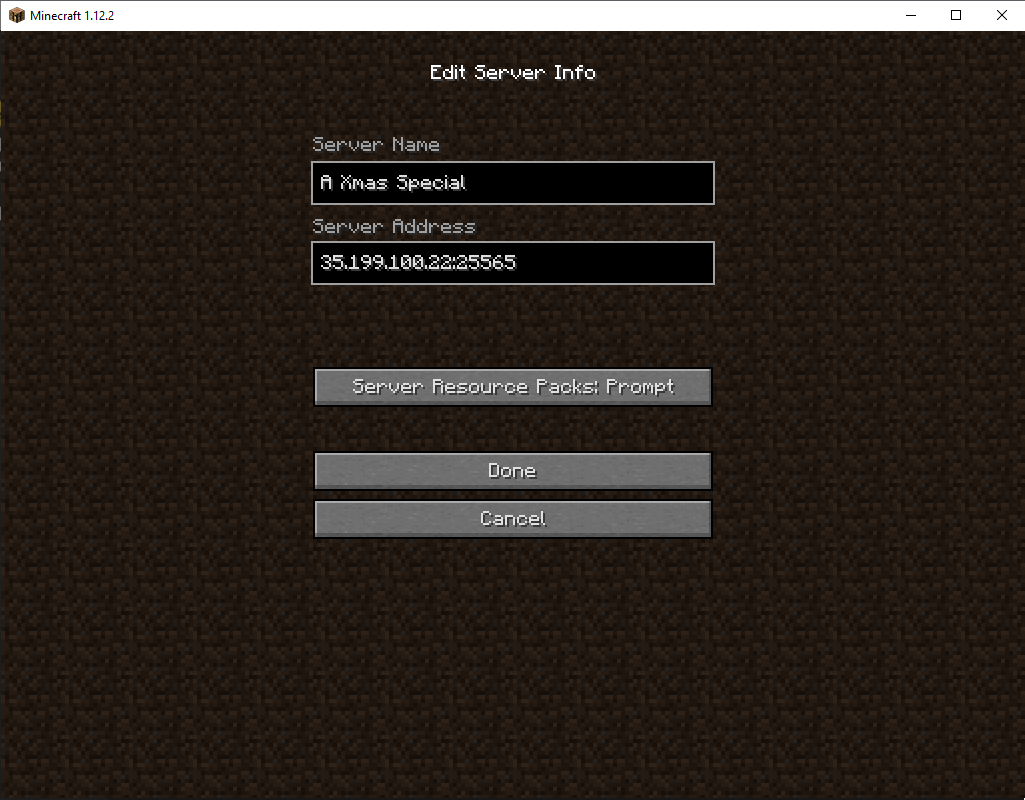 Minecraft 1.12.2
Edit Server Info
Server Name
A Xmas Special
Server Address
35.199.100.22:25565
Server Resource Packs: Prompt
Done
Cancel